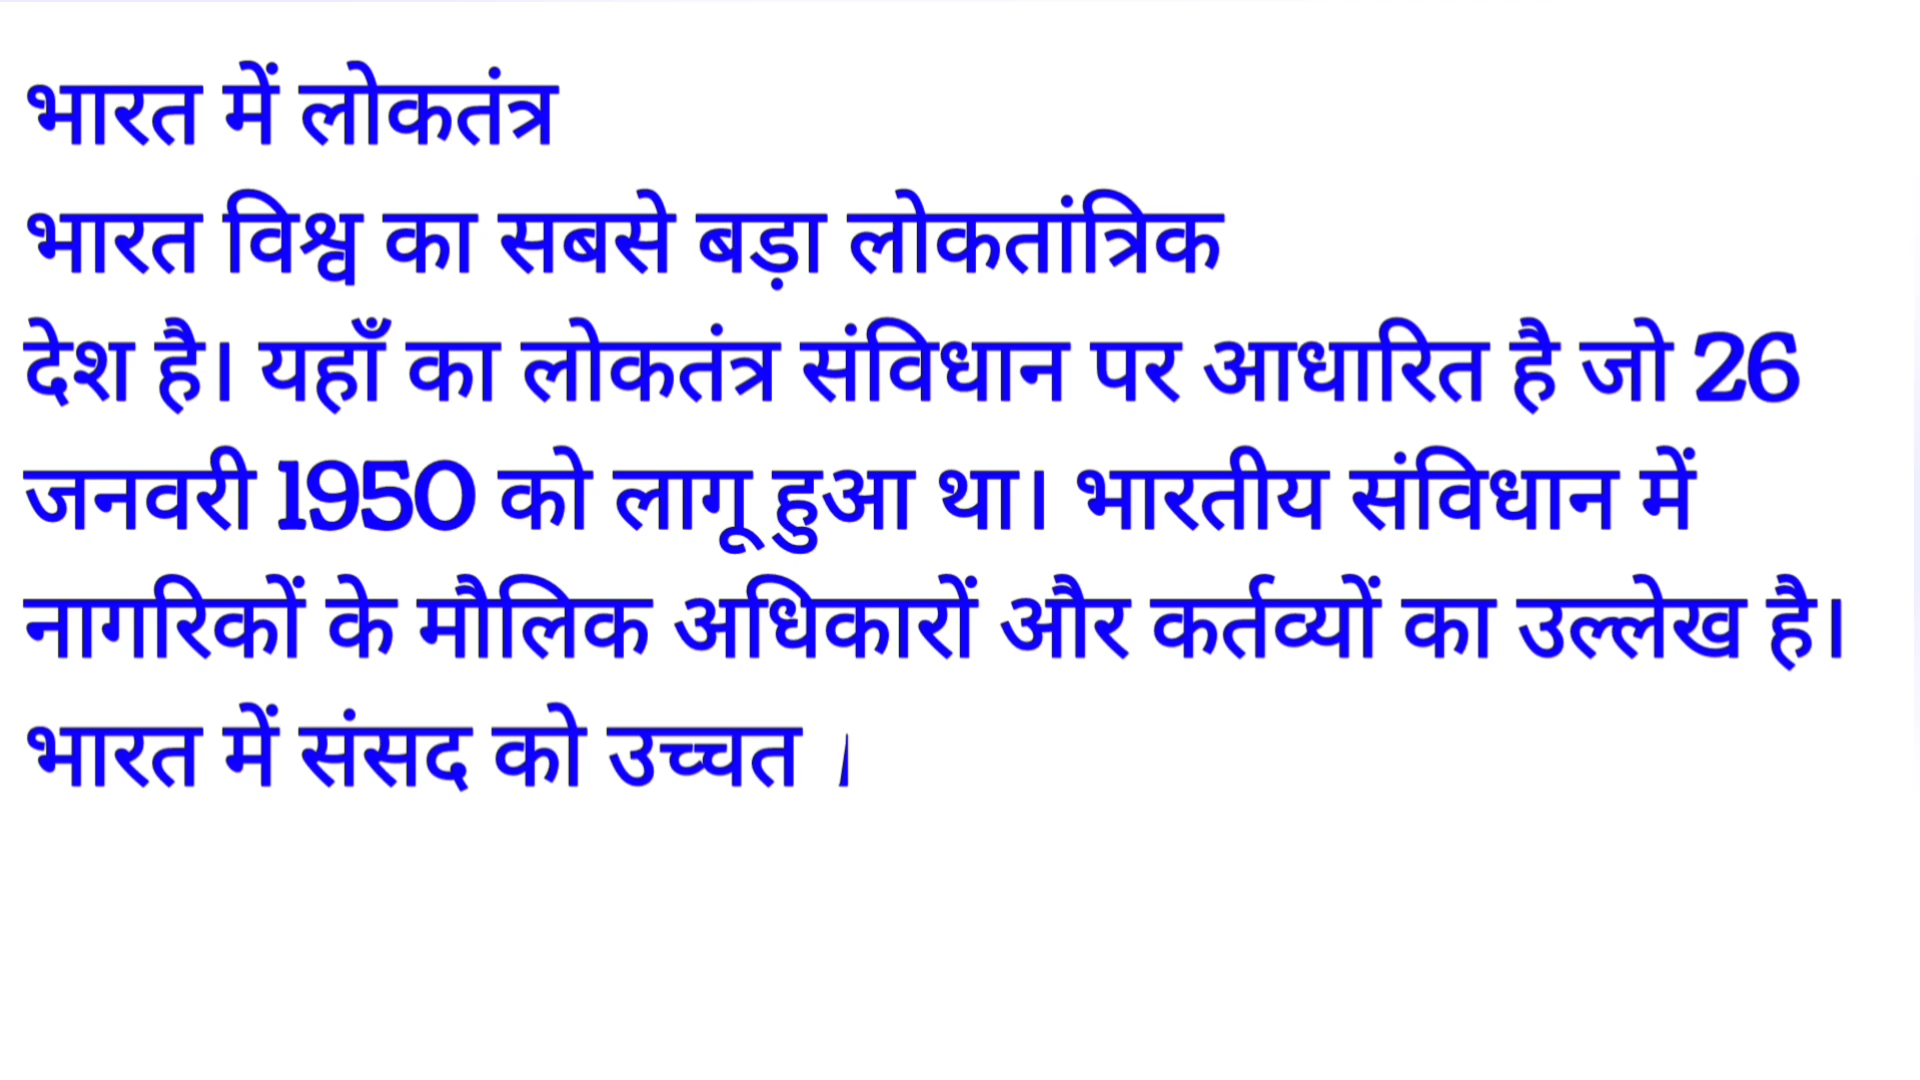 भारत में लोकतंत्र
भारत विश्व का सबसे बड़ा लोकतांत्रिक
देश है। यहाँ का लोकतंत्र संविधान पर आधारित है जो 26
जनवरी 1950 को लागू हुआ था। भारतीय संविधान में
नागरिकों के मौलिक अधिकारों और कर्तव्यों का उल्लेख है।
भारत में संसद को उच्चत